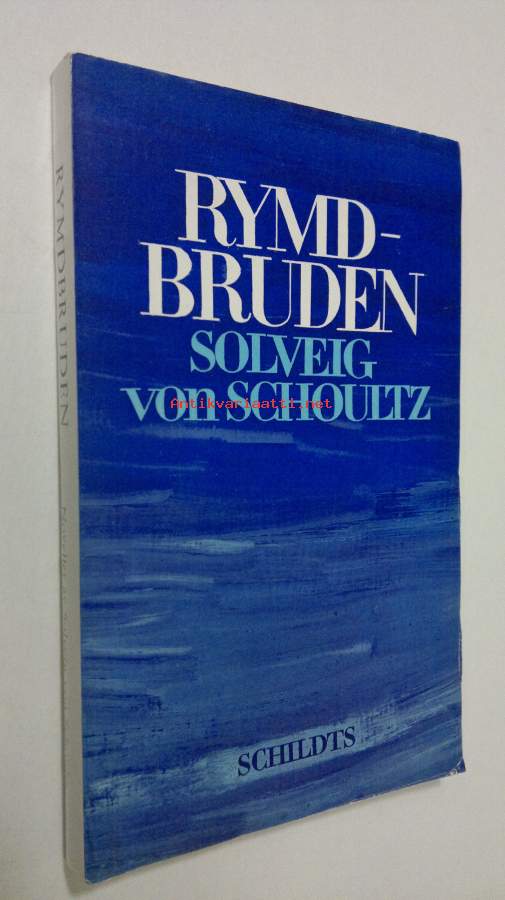 RYMD-
BRUDEN
SOLVEIG
von SCHOULTZ
Antikvariaatti.net
SCHILDTS
RYMDBRUDEN